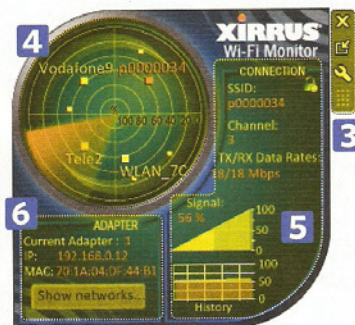 4
XIRRUS
Wi-Fi Monitor
Vodafone9 p0000034
100 80 60 40 20 0
Tele2
WLAN_7C
CONNECTION
SSID:
p0000034
Channel:
3
TX/RX Data Rates:
8/18 Mbps
3
Signal:
56 %
100
50
0
5
100
50
0
History
6
ADAPTER
Current Adapter : 1
IP: 192.168.0.12
MAC: 70:1A:04:0F:44:B1
Show networks...